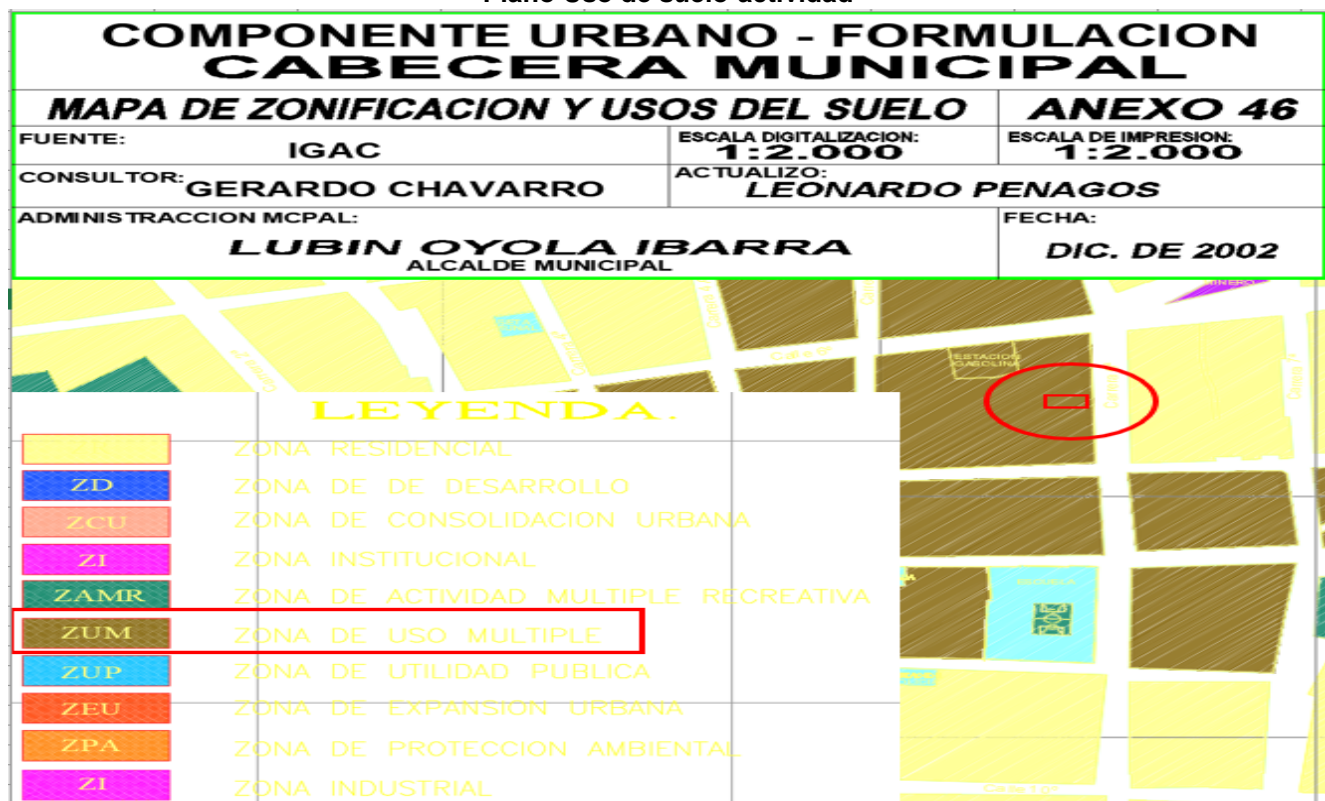 Plano Uso de suelo actividad
COMPONENTE URBANO - FORMULACION
CABECERA MUNICIPAL
MAPA DE ZONIFICACION Y USOS DEL SUELO
ANEXO 46
FUENTE:
IGAC
ESCALA DIGITALIZACION:
1:2.000
ESCALA DE IMPRESION:
1:2.000
CONSULTOR:
GERARDO CHAVARRO
ACTUALIZO:
LEONARDO PENAGOS
ADMINISTRACCION MCPAL:
LUBIN OYOLA IBARRA
ALCALDE MUNICIPAL
FECHA:
DIC. DE 2002
ESTACION
GASOLINA
LEYENDA.
ZONA RESIDENCIAL
ZD ZONA DE DE DESARROLLO
ZCU ZONA DE CONSOLIDACION URBANA
ZI ZONA INSTITUCIONAL
ZAMR ZONA DE ACTIVIDAD MULTIPLE RECREATIVA
ZUM ZONA DE USO MULTIPLE
ZUP ZONA DE UTILIDAD PUBLICA
ZEU ZONA DE EXPANSION URBANA
ZPA ZONA DE PROTECCION AMBIENTAL
ZI ZONA INDUSTRIAL
ESCUELA